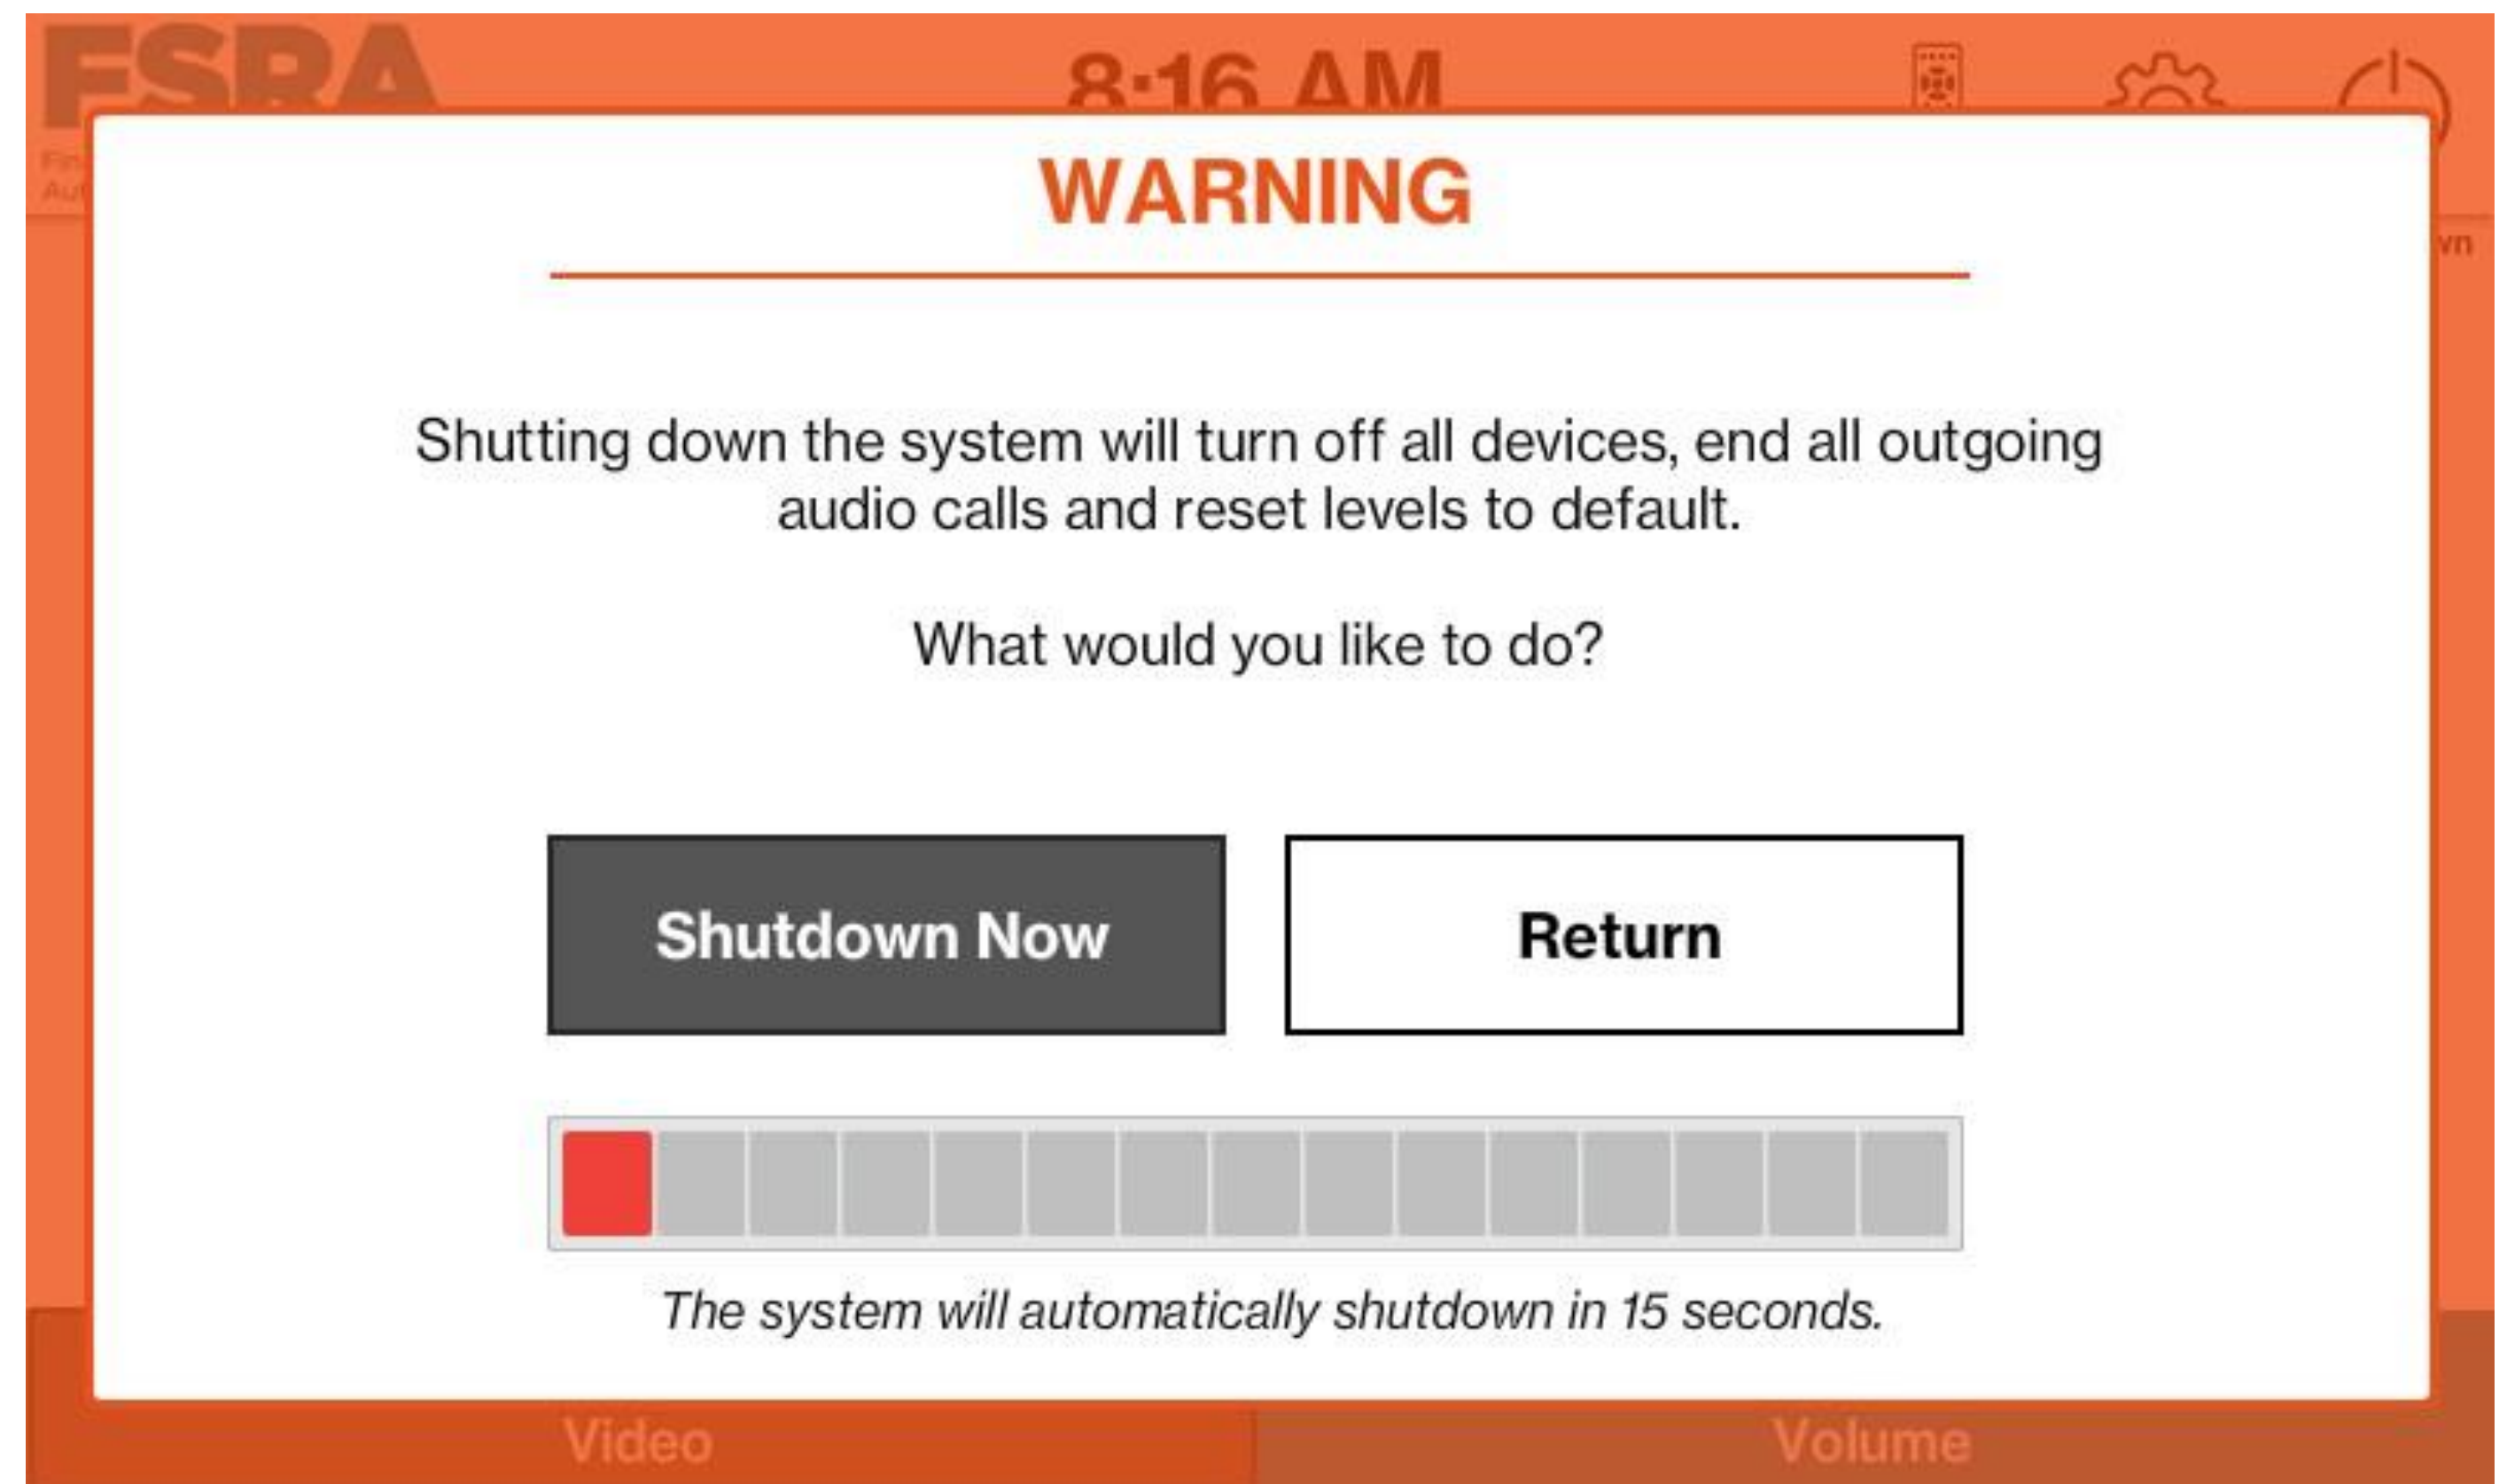 FSRA
8:16 AM
WARNING
Shutting down the system will turn off all devices, end all outgoing
audio calls and reset levels to default.
What would you like to do?
Shutdown Now
Return
The system will automatically shutdown in 15 seconds.
Video
Volume